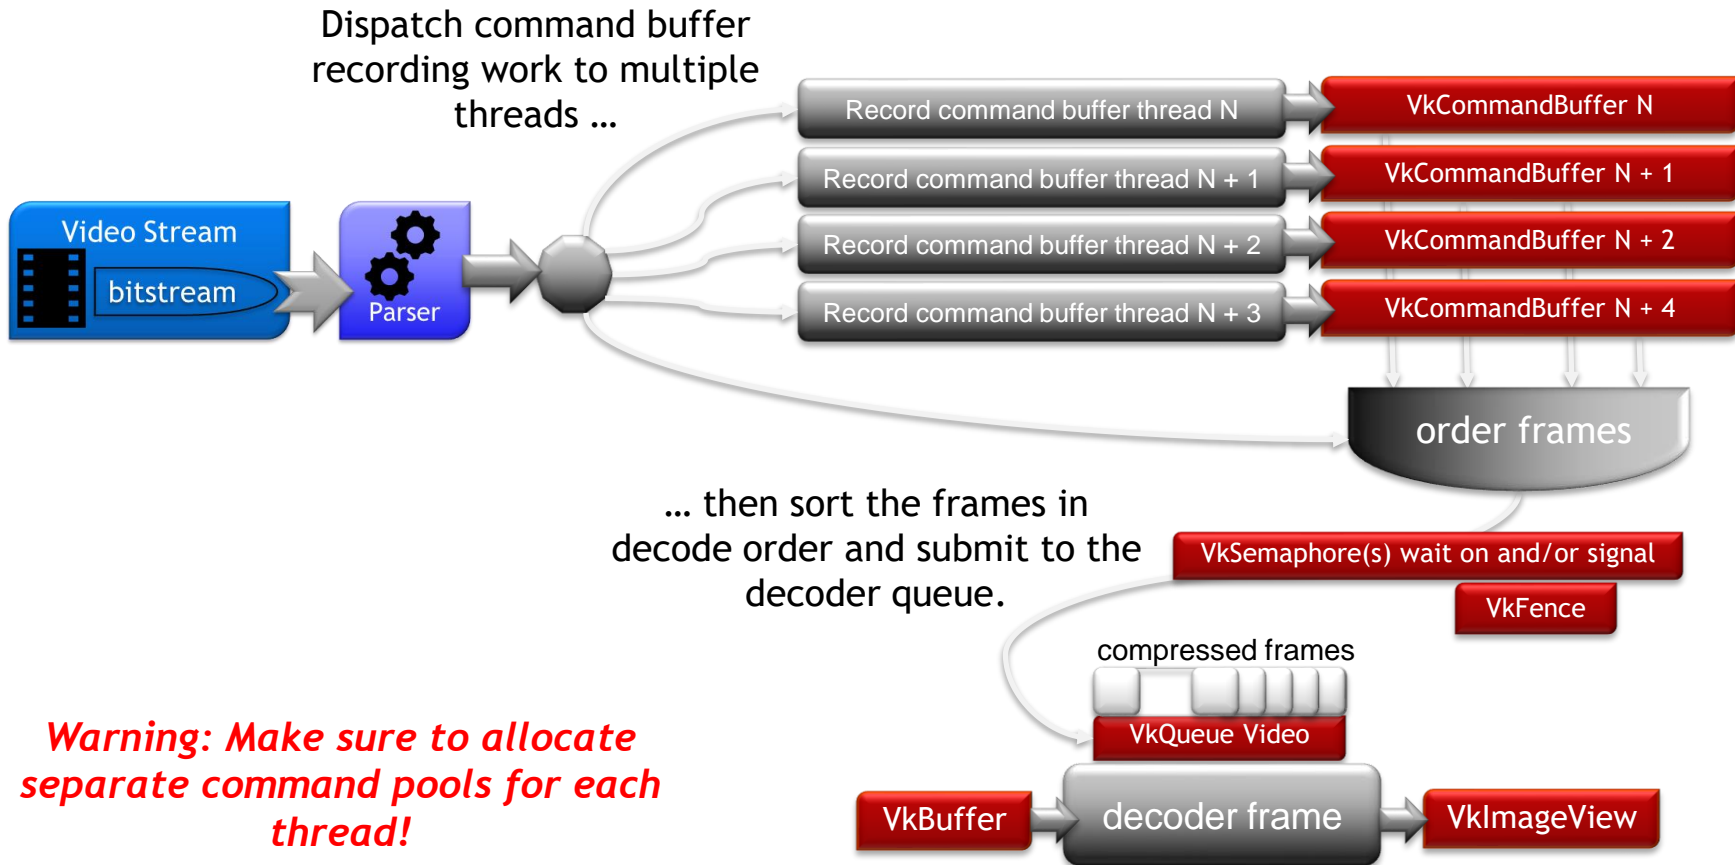 Dispatch command buffer
recording work to multiple
threads …
Record command buffer thread N
VkCommandBuffer N
Record command buffer thread N + 1
VkCommandBuffer N + 1
Video Stream
bitstream
Parser
Record command buffer thread N + 2
VkCommandBuffer N + 2
Record command buffer thread N + 3
VkCommandBuffer N + 4
order frames
… then sort the frames in
decode order and submit to the
decoder queue.
VkSemaphore(s) wait on and/or signal
VkFence
compressed frames
VkQueue Video
Warning: Make sure to allocate
separate command pools for each
thread!
VkBuffer
decoder frame
VkImageView